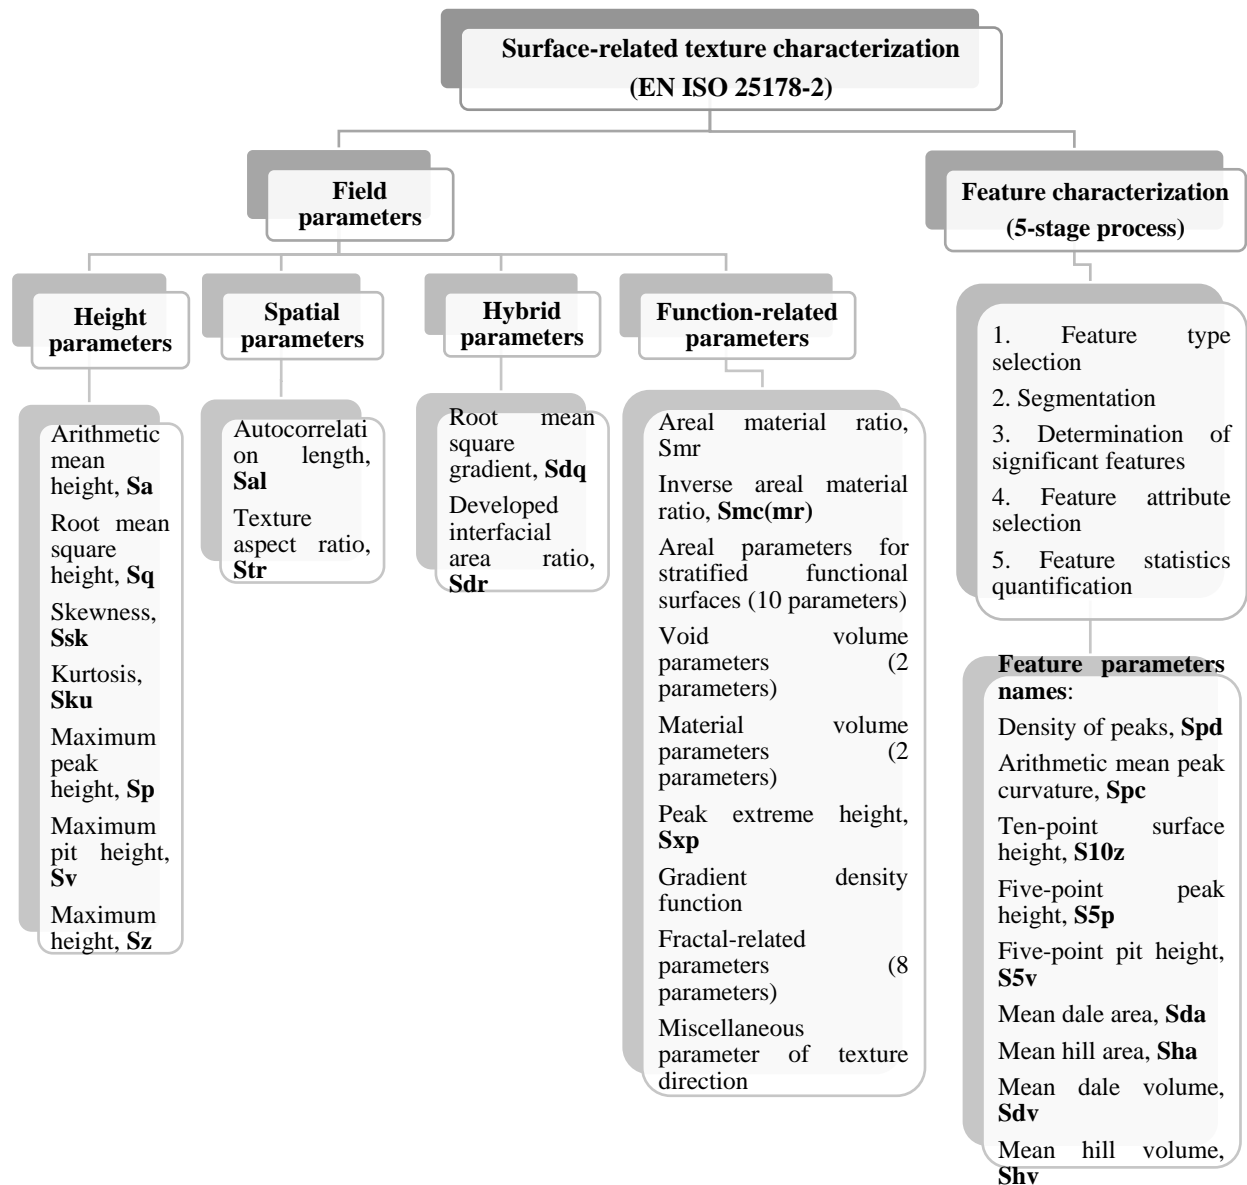 Surface-related texture characterization
(EN ISO 25178-2)
Field
parameters
Feature characterization
(5-stage process)
Height
parameters
Spatial
parameters
Hybrid
parameters
Function-related
parameters
Arithmetic
mean
height, Sa
Root mean
square
height, Sq
Skewness,
Ssk
Kurtosis,
Sku
Maximum
peak
height, Sp
Maximum
pit height,
Sv
Maximum
height, Sz
Autocorrelati
on length,
Sal
Texture
aspect ratio,
Str
Root mean
square
gradient, Sdq
Developed
interfacial
area ratio,
Sdr
Areal material ratio,
Smr
Inverse areal material
ratio, Smc(mr)
Areal parameters for
stratified functional
surfaces (10 parameters)
Void volume
parameters (2
parameters)
Material volume
parameters (2
parameters)
Peak extreme height,
Sxp
Gradient density
function
Fractal-related
parameters (8
parameters)
Miscellaneous
parameter of texture
direction
1. Feature type
selection
2. Segmentation
3. Determination of
significant features
4. Feature attribute
selection
5. Feature statistics
quantification
Feature parameters
names:
Density of peaks, Spd
Arithmetic mean peak
curvature, Spc
Ten-point surface
height, S10z
Five-point peak
height, S5p
Five-point pit height,
S5v
Mean dale area, Sda
Mean hill area, Sha
Mean dale volume,
Sdv
Mean hill volume,
Shv